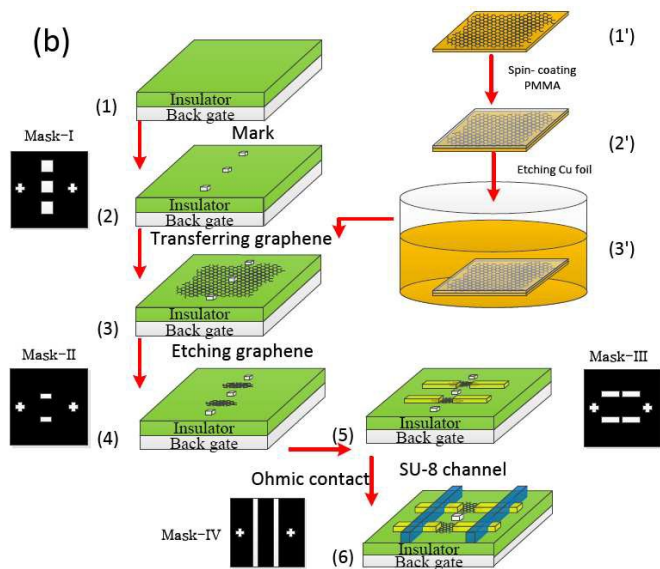 (b)
(1')
Spin- coating
PMMA
(1)
Insulator
Back gate
Mark
Mask-I
(2')
Etching Cu foil
(2)
Insulator
Back gate
Transferring graphene
(3')
(3)
Insulator
Back gate
Etching graphene
Mask-II
(4)
Insulator
Back gate
(5)
Insulator
Back gate
Mask-III
Ohmic contact
SU-8 channel
Mask-IV
(6)
Insulator
Back gate